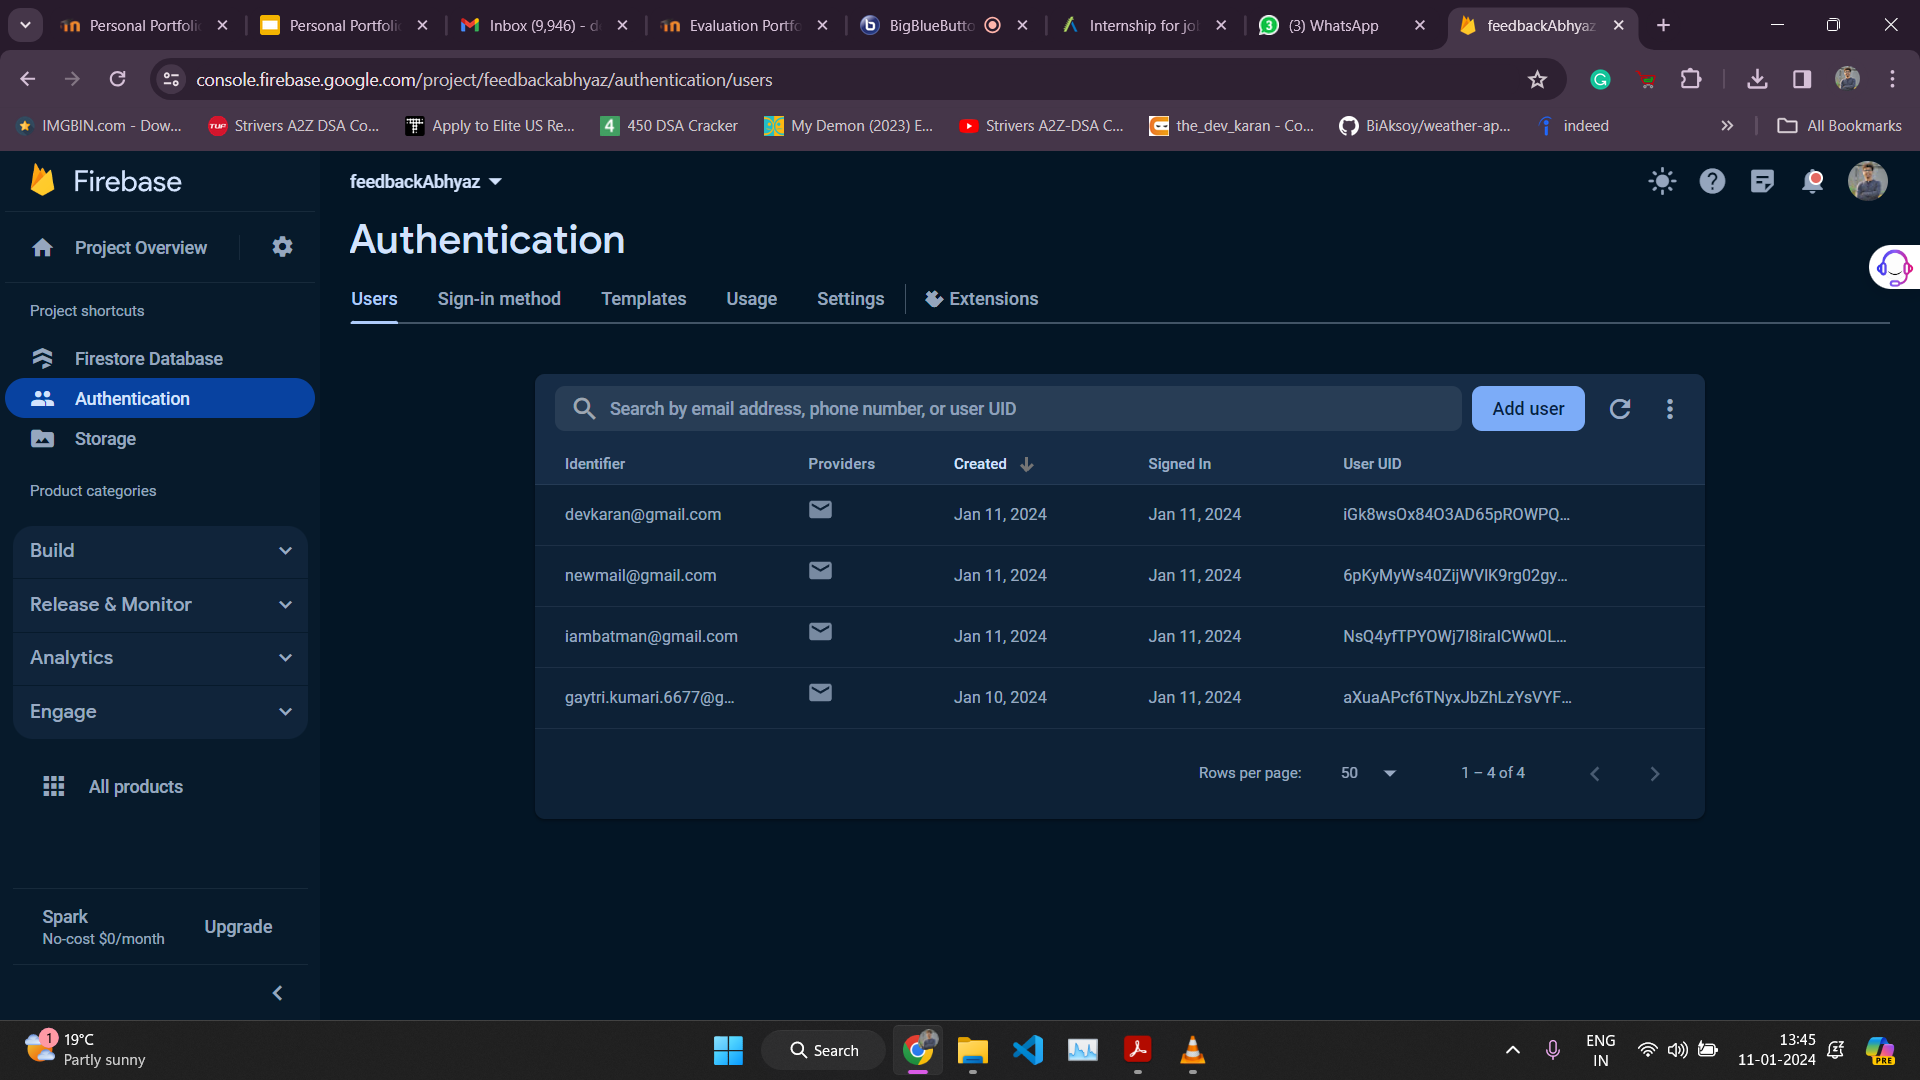 Personal Portfolio
Personal Portfolio
Inbox (9,946) - d
Evaluation Portfo
BigBlueButto
Internship for jo
(3) WhatsApp
feedbackAbhyaz
console.firebase.google.com/project/feedbackabhyaz/authentication/users
IMGBIN.com - Dow...
Strivers A2Z DSA Co...
Apply to Elite US Re...
450 DSA Cracker
My Demon (2023) E...
Strivers A2Z-DSA C...
the_dev_karan - Co...
BiAksoy/weather-ap...
indeed
All Bookmarks
Firebase
feedbackAbhyaz
Project Overview
Authentication
Users
Sign-in method
Templates
Usage
Settings
Extensions
Project shortcuts
Firestore Database
Authentication
Storage
Product categories
Build
Release & Monitor
Analytics
Engage
All products
Spark
No-cost $0/month
Upgrade
Search by email address, phone number, or user UID
Add user
Identifier Providers Created Signed In User UID
devkaran@gmail.com Jan 11, 2024 Jan 11, 2024 iGk8wsOx84O3AD65pROWPQ...
newmail@gmail.com Jan 11, 2024 Jan 11, 2024 6pKyMyWs40ZijWVIK9rg02gy...
iambatman@gmail.com Jan 11, 2024 Jan 11, 2024 NsQ4yfTPYOWj7I8iraICWw0L...
gaytri.kumari.6677@g... Jan 10, 2024 Jan 11, 2024 aXuaAPcf6TNyxJbZhLzYsVYF...
Rows per page: 50 1 – 4 of 4
1
19°C
Partly sunny
Search
PRE
ENG
IN
13:45
11-01-2024